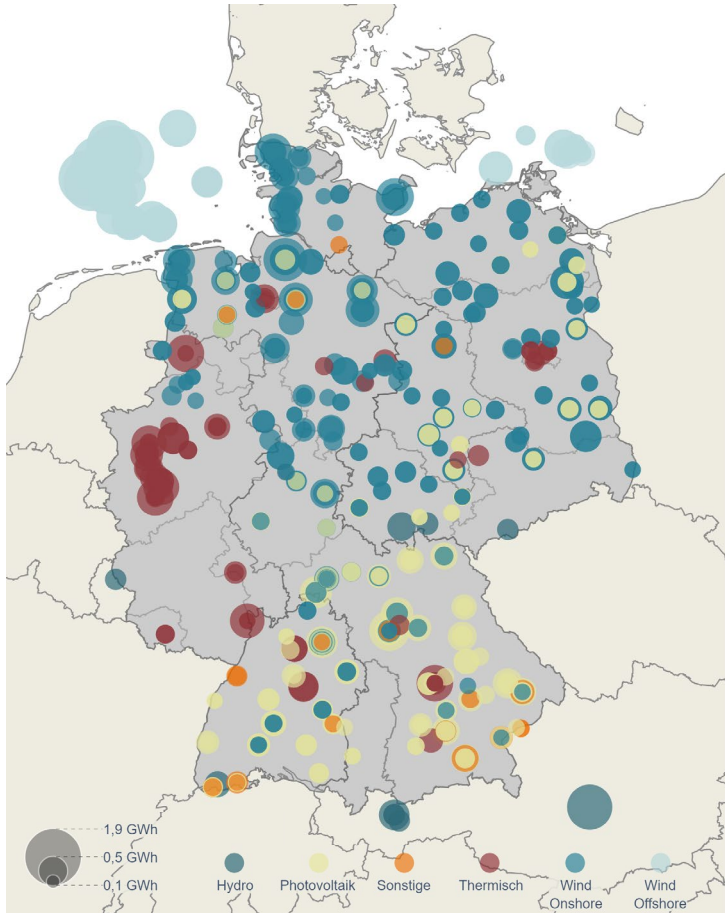 1,9 GWh
0,5 GWh
0,1 GWh
Hydro
Photovoltaik
Sonstige
Thermisch
Wind
Onshore
Wind
Offshore